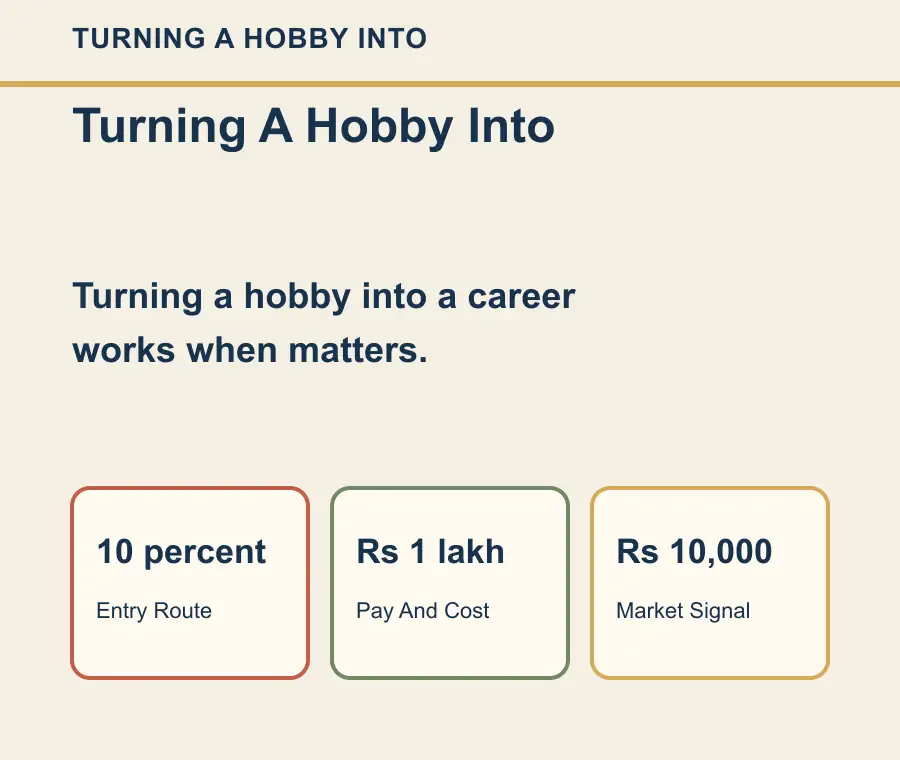 TURNING A HOBBY INTO
Turning A Hobby Into
Turning a hobby into a career
works when matters.
10 percent
Entry Route
Rs 1 lakh
Pay And Cost
Rs 10,000
Market Signal